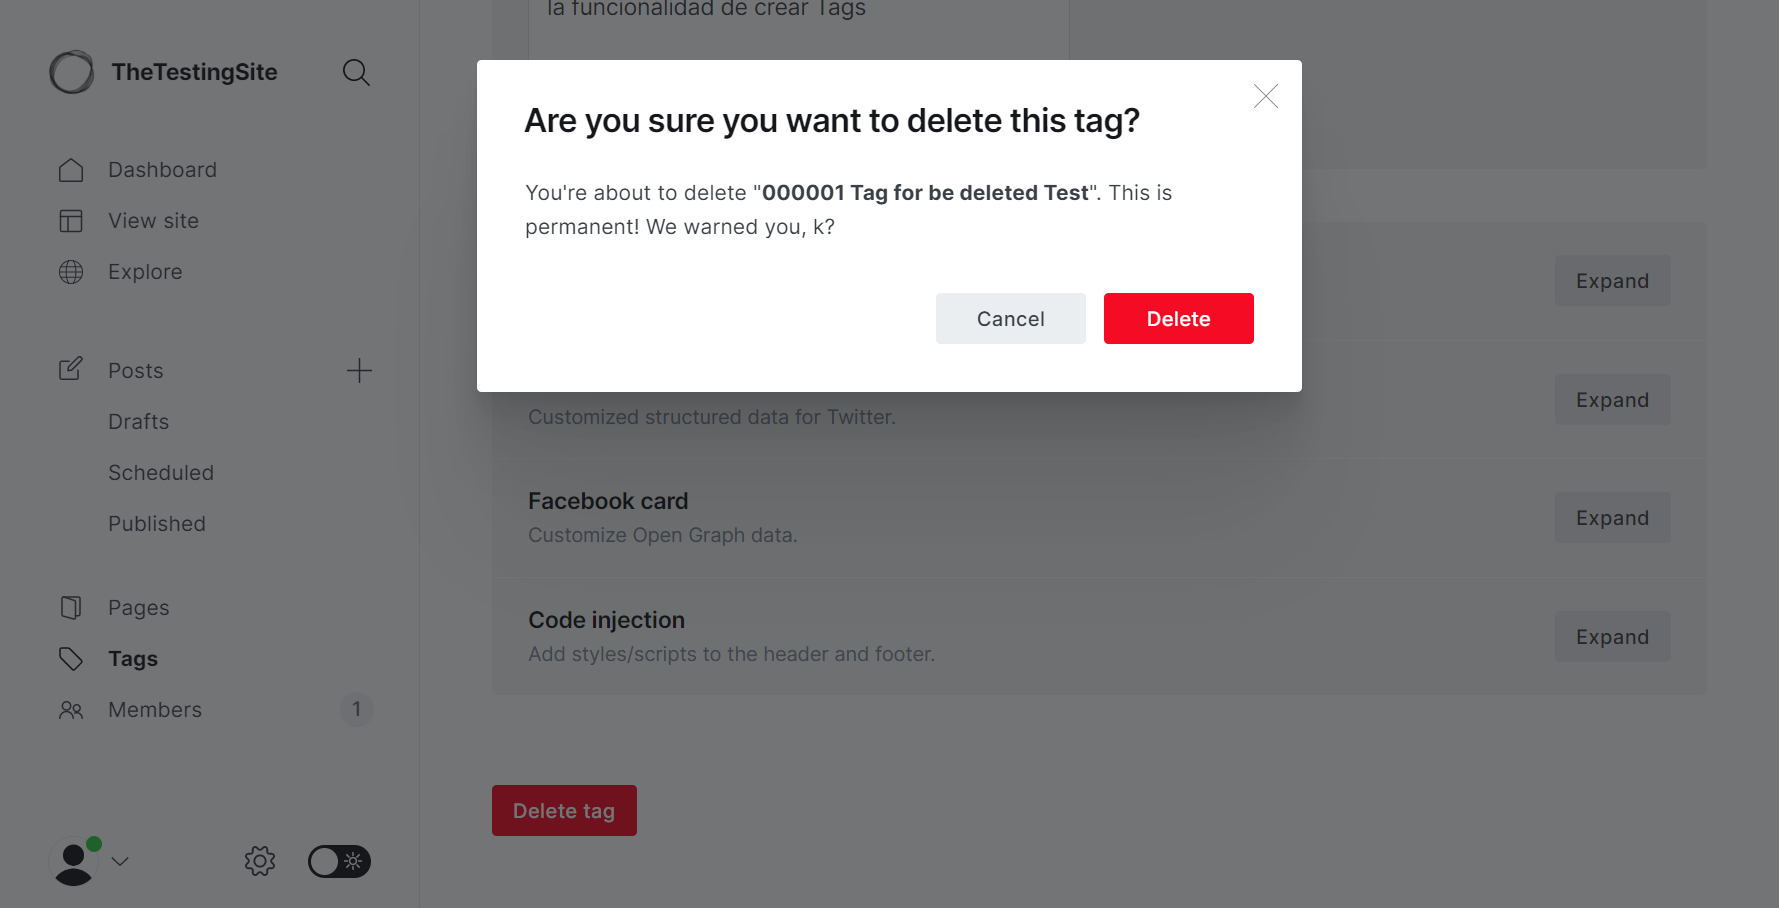 TheTestingSite
Dashboard
View site
Explore
Posts
Drafts
Scheduled
Published
Pages
Tags
Members
1
la funcionalidad de crear Tags
Are you sure you want to delete this tag?
You're about to delete "000001 Tag for be deleted Test". This is
permanent! We warned you, k?
Cancel
Delete
Expand
Customized structured data for Twitter.
Expand
Facebook card
Customize Open Graph data.
Expand
Code injection
Add styles/scripts to the header and footer.
Expand
Delete tag